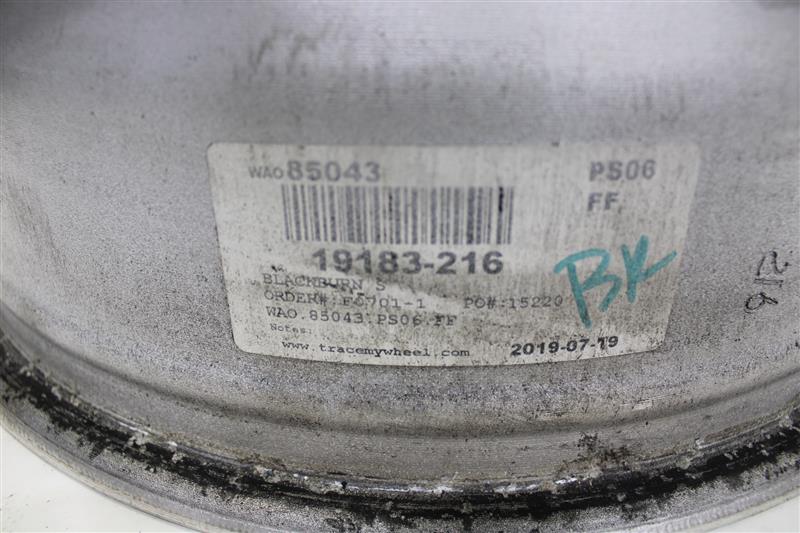 WAO 85043 PS06
FF
19183-216
BLACKBURN S
ORDER#: F0701-1 PO#:15220
WAO.85043.PS06.FF
Notes:
www.tracemywheel.com 2019-07-19
BK
216